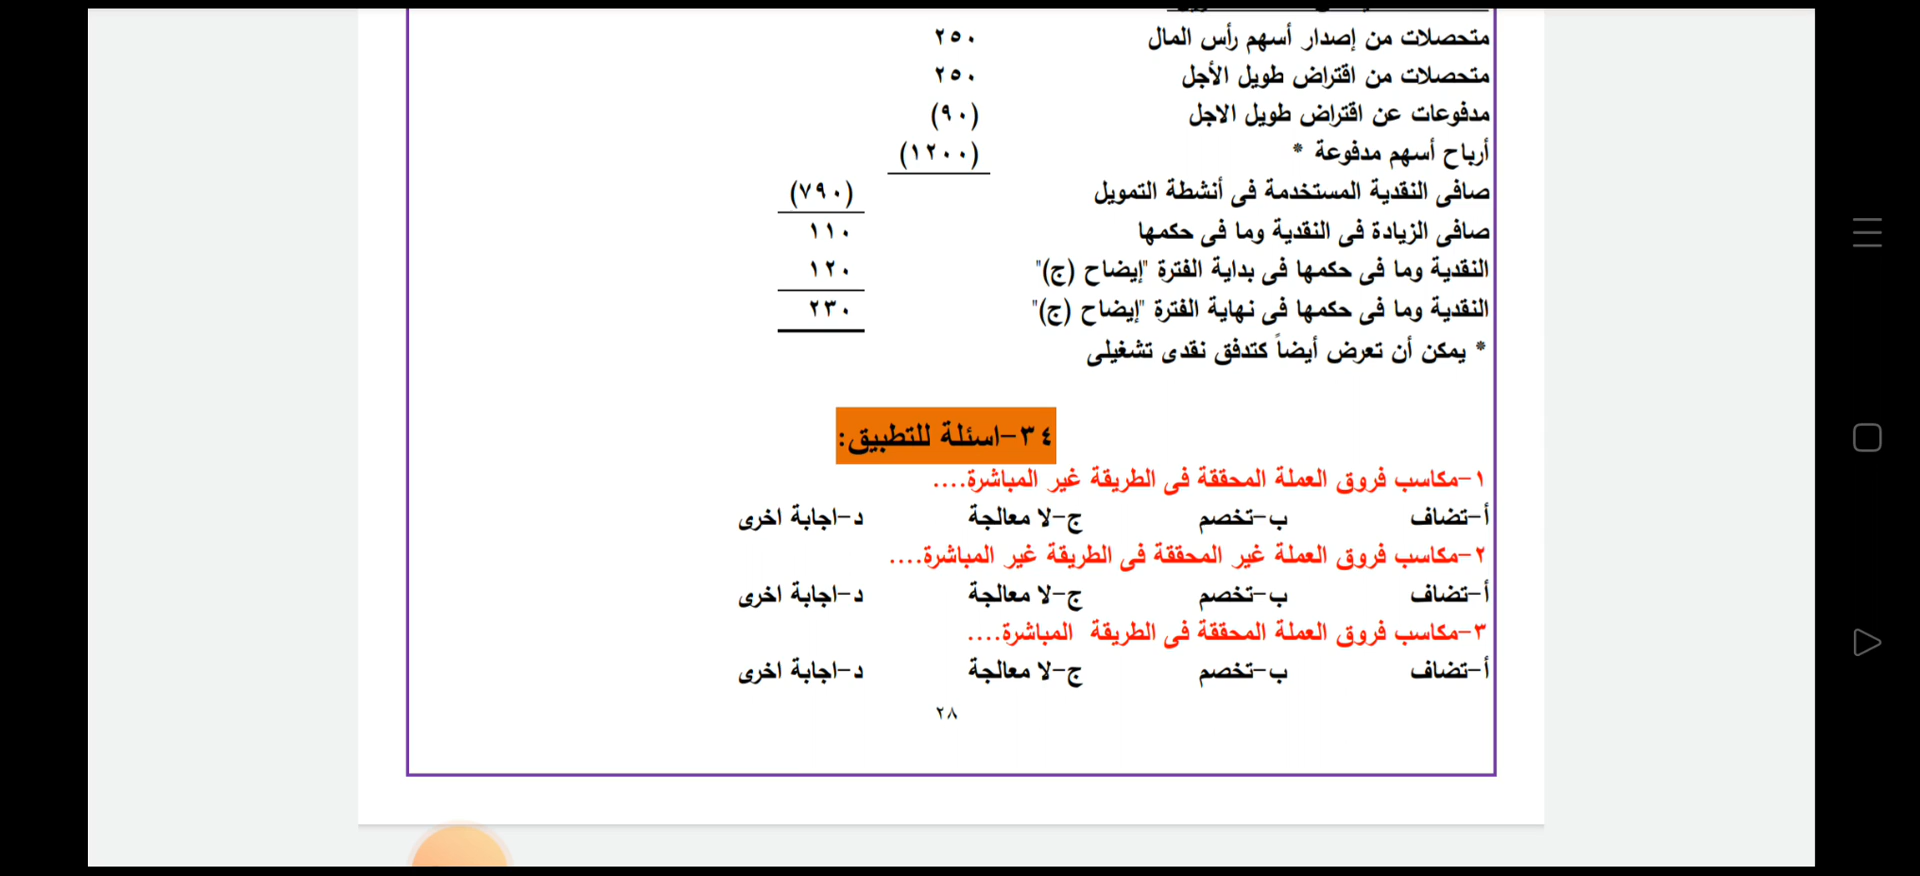 متحصلات من إصدار أسهم رأس المال ٢٥٠
متحصلات من اقتراض طويل الأجل ٢٥٠
مدفوعات عن اقتراض طويل الاجل (٩٠)
أرباح أسهم مدفوعة * (١٢٠٠)
صافى النقدية المستخدمة فى أنشطة التمويل (٧٩٠)
صافى الزيادة فى النقدية وما فى حكمها ١١٠
النقدية وما فى حكمها فى بداية الفترة "إيضاح (ج)" ١٢٠
النقدية وما فى حكمها فى نهاية الفترة "إيضاح (ج)" ٢٣٠
* يمكن أن تعرض أيضاً كتدفق نقدى تشغيلى
٣٤-اسئلة للتطبيق:
١-مكاسب فروق العملة المحققة فى الطريقة غير المباشرة....
أ-تضاف ب-تخصم ج-لا معالجة د-اجابة اخرى
٢-مكاسب فروق العملة غير المحققة فى الطريقة غير المباشرة....
أ-تضاف ب-تخصم ج-لا معالجة د-اجابة اخرى
٣-مكاسب فروق العملة المحققة فى الطريقة المباشرة....
أ-تضاف ب-تخصم ج-لا معالجة د-اجابة اخرى
٢٨